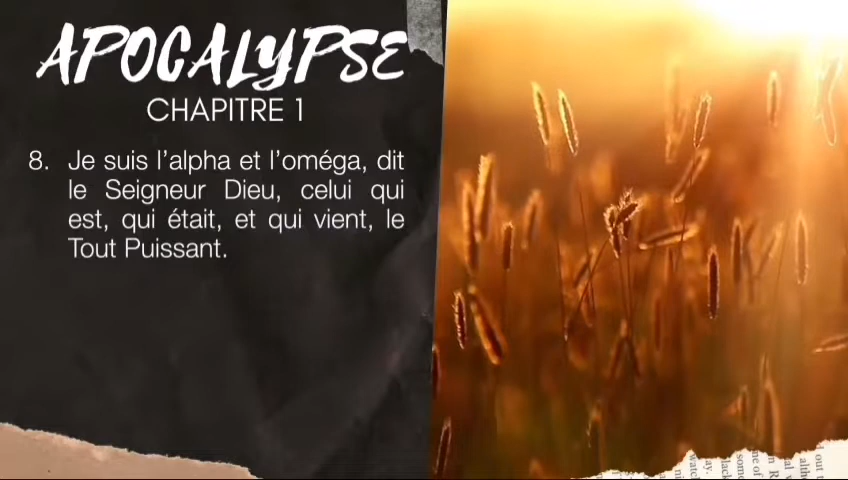 APOCALYPSE
CHAPITRE 1
8. Je suis l'alpha et l'oméga, dit
le Seigneur Dieu, celui qui
est, qui était, et qui vient, le
Tout Puissant.